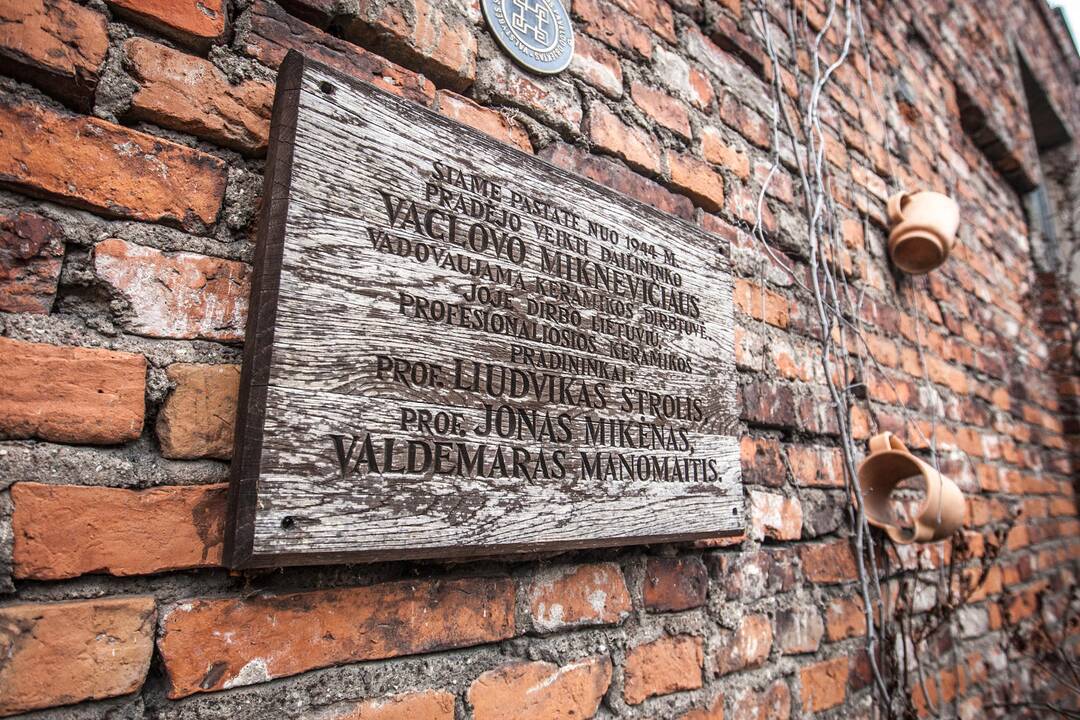 ŠIAME PASTATE NUO 1944 M.
PRADĖJO VEIKTI DAILININKO
VACLOVO MIKNEVIČIAUS
VADOVAUJAMA KERAMIKOS DIRBTUVĖ.
JOJE DIRBO LIETUVIŲ
PROFESIONALIOSIOS KERAMIKOS
PRADININKAI:
PROF. LIUDVIKAS STROLIS,
PROF. JONAS MIKĖNAS,
VALDEMARAS MANOMAITIS.